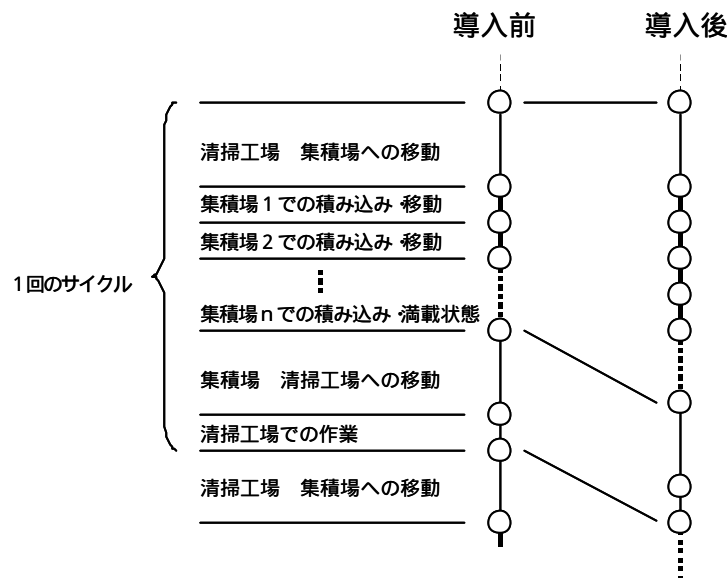 導入前 導入後
清掃工場 集積場への移動
集積場1での積み込み・移動
集積場2での積み込み・移動
1回のサイクル
集積場nでの積み込み・満載状態
集積場 清掃工場への移動
清掃工場での作業
清掃工場 集積場への移動